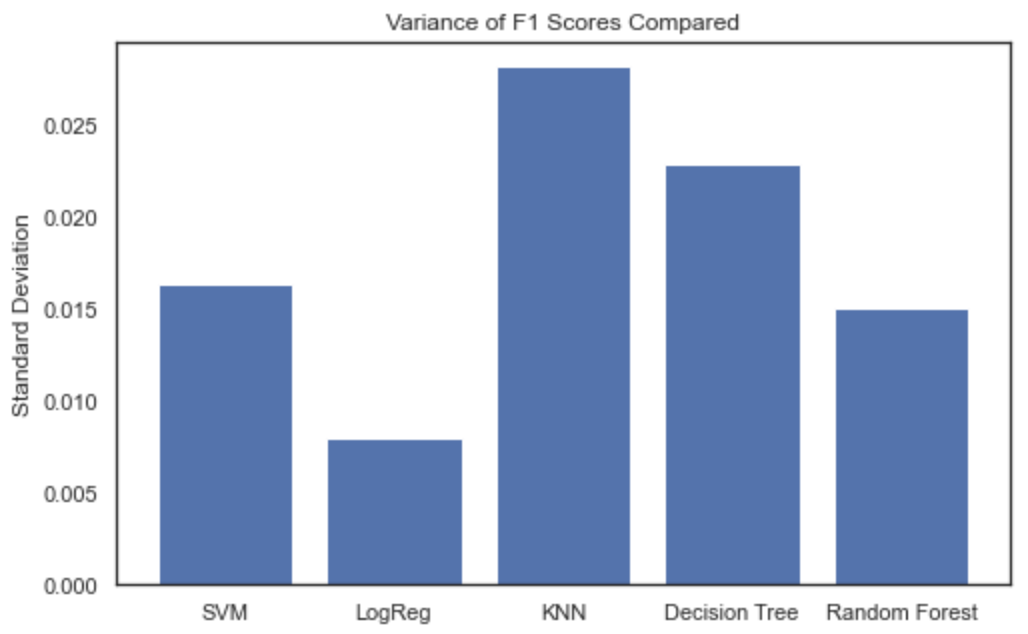 Variance of F1 Scores Compared
Standard Deviation
0.025
0.020
0.015
0.010
0.005
0.000
SVM LogReg KNN Decision Tree Random Forest